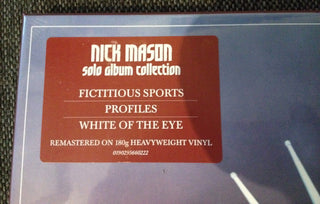 NICK MASON
solo album collection
FICTITIOUS SPORTS
PROFILES
WHITE OF THE EYE
REMASTERED ON 180g HEAVYWEIGHT VINYL
0190295660222